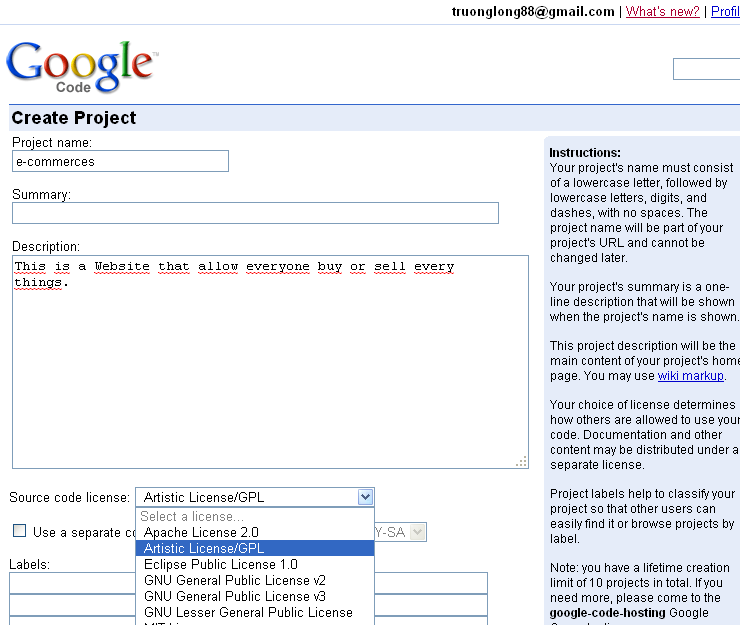 truonglong88@gmail.com | What's new? | Profil
Google™
Code
Create Project
Project name:
e-commerces
Summary:
Description:
This is a Website that allow everyone buy or sell every
things.
Source code license: Artistic License/GPL
Select a license...
Apache License 2.0
Artistic License/GPL
Eclipse Public License 1.0
GNU General Public License v2
GNU General Public License v3
GNU Lesser General Public License
Use a separate co
Y-SA
Labels:
Instructions:
Your project's name must consist
of a lowercase letter, followed by
lowercase letters, digits, and
dashes, with no spaces. The
project name will be part of your
project's URL and cannot be
changed later.
Your project's summary is a one-
line description that will be shown
when the project's name is shown.
This project description will be the
main content of your project's home
page. You may use wiki markup.
Your choice of license determines
how others are allowed to use your
code. Documentation and other
content may be distributed under a
separate license.
Project labels help to classify your
project so that other users can
easily find it or browse projects by
label.
Note: you have a lifetime creation
limit of 10 projects in total. If you
need more, please come to the
google-code-hosting Google